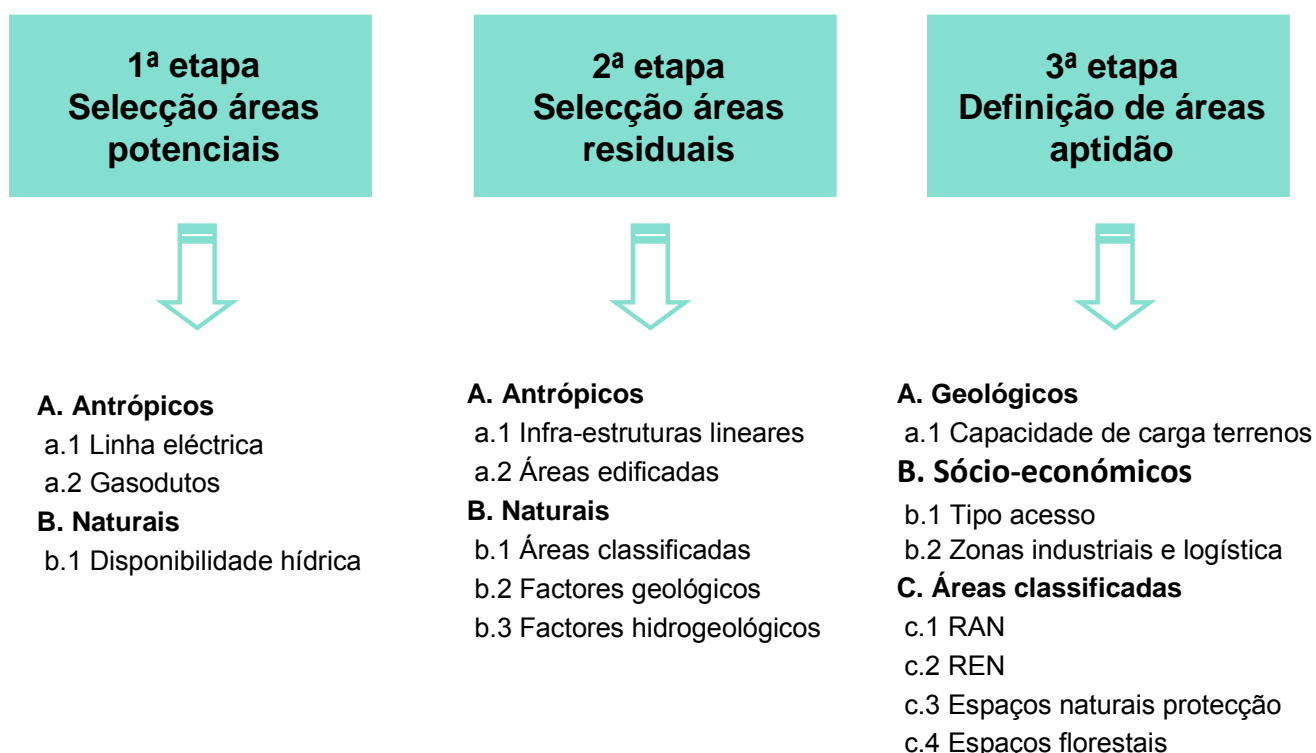 1ª etapa
Selecção áreas
potenciais
A. Antrópicos
a.1 Linha eléctrica
a.2 Gasodutos
B. Naturais
b.1 Disponibilidade hídrica
2ª etapa
Selecção áreas
residuais
A. Antrópicos
a.1 Infra-estruturas lineares
a.2 Áreas edificadas
B. Naturais
b.1 Áreas classificadas
b.2 Factores geológicos
b.3 Factores hidrogeológicos
3ª etapa
Definição de áreas
aptidão
A. Geológicos
a.1 Capacidade de carga terrenos
B. Sócio-económicos
b.1 Tipo acesso
b.2 Zonas industriais e logística
C. Áreas classificadas
c.1 RAN
c.2 REN
c.3 Espaços naturais protecção
c.4 Espaços florestais